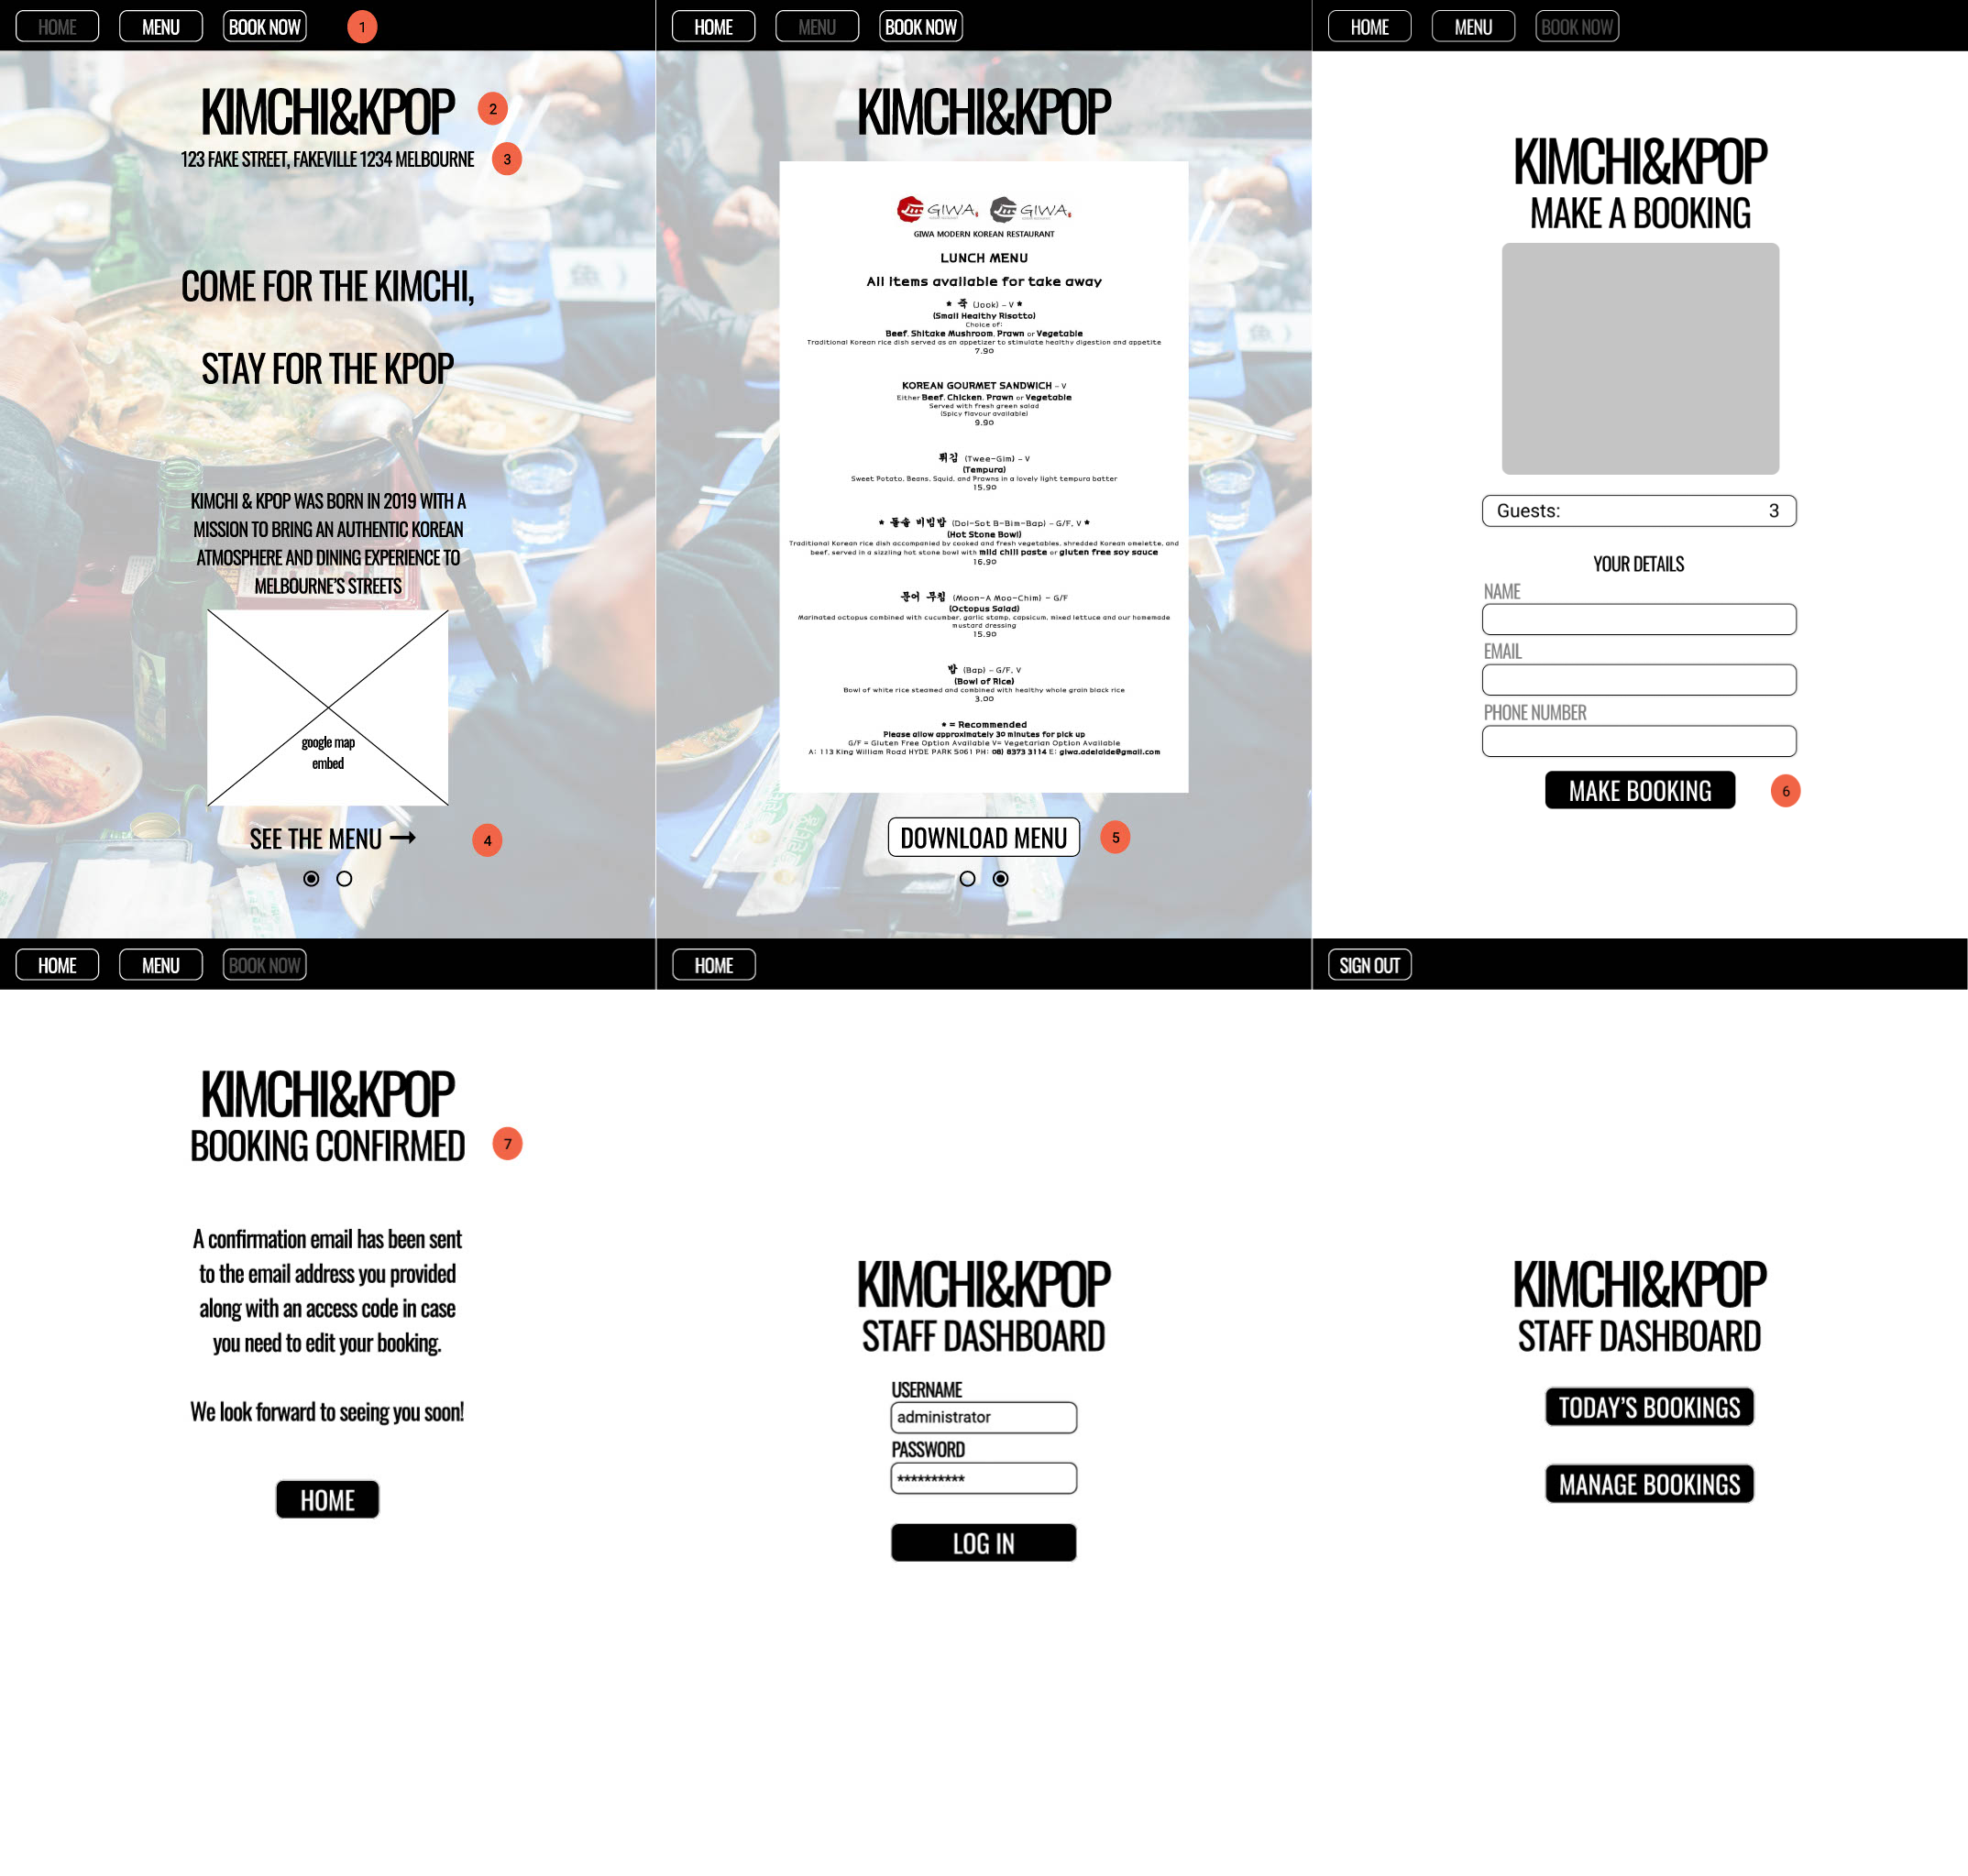 HOME MENU BOOK NOW 1
KIMCHI&KPOP 2
123 FAKE STREET, FAKEVILLE 1234 MELBOURNE 3
COME FOR THE KIMCHI,
STAY FOR THE KPOP
KIMCHI & KPOP WAS BORN IN 2019 WITH A
MISSION TO BRING AN AUTHENTIC KOREAN
ATMOSPHERE AND DINING EXPERIENCE TO
MELBOURNE'S STREETS
google map
embed
SEE THE MENU → 4
HOME MENU BOOK NOW
KIMCHI&KPOP
GIWA GIWA
GIWA MODERN KOREAN RESTAURANT
LUNCH MENU
All items available for take away
* 죽 (Jook) - V *
(Small Healthy Risotto)
Choice of:
Beef, Shitake Mushroom, Prawn or Vegetable
Traditional Korean rice dish served as an appetizer to stimulate healthy digestion and appetite
7.90
KOREAN GOURMET SANDWICH - V
Either Beef, Chicken, Prawn or Vegetable
Served with fresh green salad
(Spicy flavour available)
9.90
튀김 (Twee-Gim) - V
(Tempura)
Sweet Potato, Beans, Squid, and Prawns in a lovely light tempura batter
15.90
* 돌솥 비빔밥 (Dol-Sot B-Bim-Bap) - G/F, V *
(Hot Stone Bowl)
Traditional Korean rice dish accompanied by cooked and fresh vegetables, shredded Korean omelette, and
beef, served in a sizzling hot stone bowl with mild chili paste or gluten free soy sauce
16.90
문어 무침 (Moon-A Moo-Chim) - G/F
(Octopus Salad)
Marinated octopus combined with cucumber, garlic stamp, capsicum, mixed lettuce and our homemade
mustard dressing
15.90
밥 (Bap) - G/F, V
(Bowl of Rice)
Bowl of white rice steamed and combined with healthy whole grain black rice
3.00
* = Recommended
Please allow approximately 30 minutes for pick up
G/F = Gluten Free Option Available V= Vegetarian Option Available
A: 113 King William Road HYDE PARK 5061 PH: 08) 8373 3114 E: giwa.adelaide@gmail.com
DOWNLOAD MENU 5
HOME MENU BOOK NOW
KIMCHI&KPOP
MAKE A BOOKING
Guests: 3
YOUR DETAILS
NAME
EMAIL
PHONE NUMBER
MAKE BOOKING 6
HOME MENU BOOK NOW
KIMCHI&KPOP
BOOKING CONFIRMED 7
A confirmation email has been sent
to the email address you provided
along with an access code in case
you need to edit your booking.
We look forward to seeing you soon!
HOME
HOME
KIMCHI&KPOP
STAFF DASHBOARD
USERNAME
administrator
PASSWORD
**********
LOG IN
SIGN OUT
KIMCHI&KPOP
STAFF DASHBOARD
TODAY'S BOOKINGS
MANAGE BOOKINGS